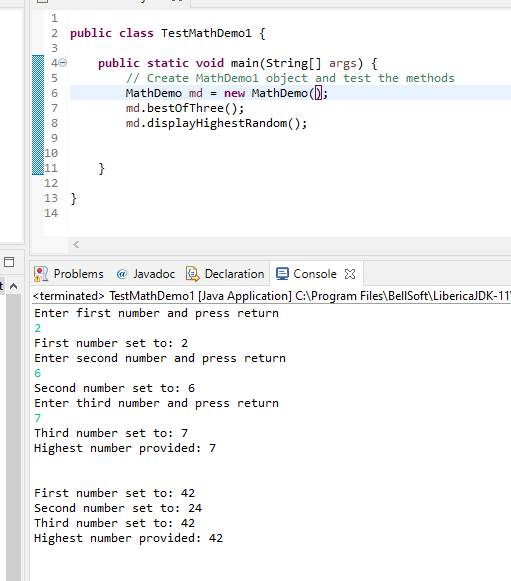 1
2 public class TestMathDemo1 {
3
4 public static void main(String[] args) {
5 // Create MathDemo1 object and test the methods
6 MathDemo md = new MathDemo();
7 md.bestOfThree();
8 md.displayHighestRandom();
9
10
11 }
12
13 }
14
Problems @ Javadoc Declaration Console
<terminated> TestMathDemo1 [Java Application] C:\Program Files\BellSoft\LibericaJDK-11\
Enter first number and press return
2
First number set to: 2
Enter second number and press return
6
Second number set to: 6
Enter third number and press return
7
Third number set to: 7
Highest number provided: 7
First number set to: 42
Second number set to: 24
Third number set to: 42
Highest number provided: 42